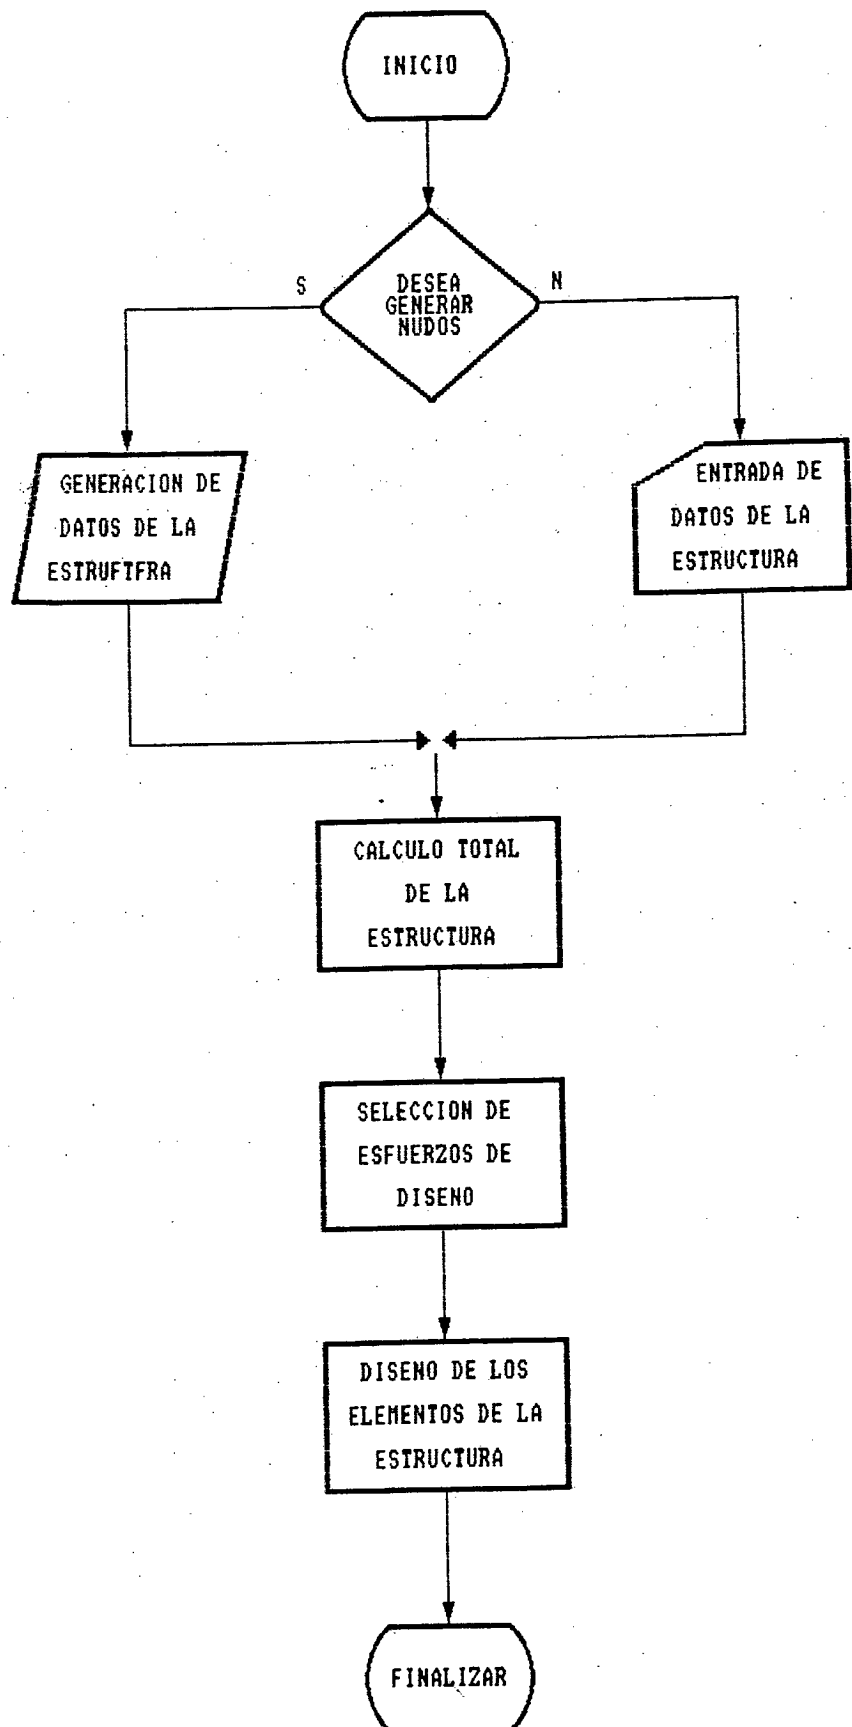 INICIO
S
DESEA
GENERAR
NUDOS
N
GENERACION DE
DATOS DE LA
ESTRUFTFRA
ENTRADA DE
DATOS DE LA
ESTRUCTURA
CALCULO TOTAL
DE LA
ESTRUCTURA
SELECCION DE
ESFUERZOS DE
DISENO
DISENO DE LOS
ELEMENTOS DE LA
ESTRUCTURA
FINALIZAR